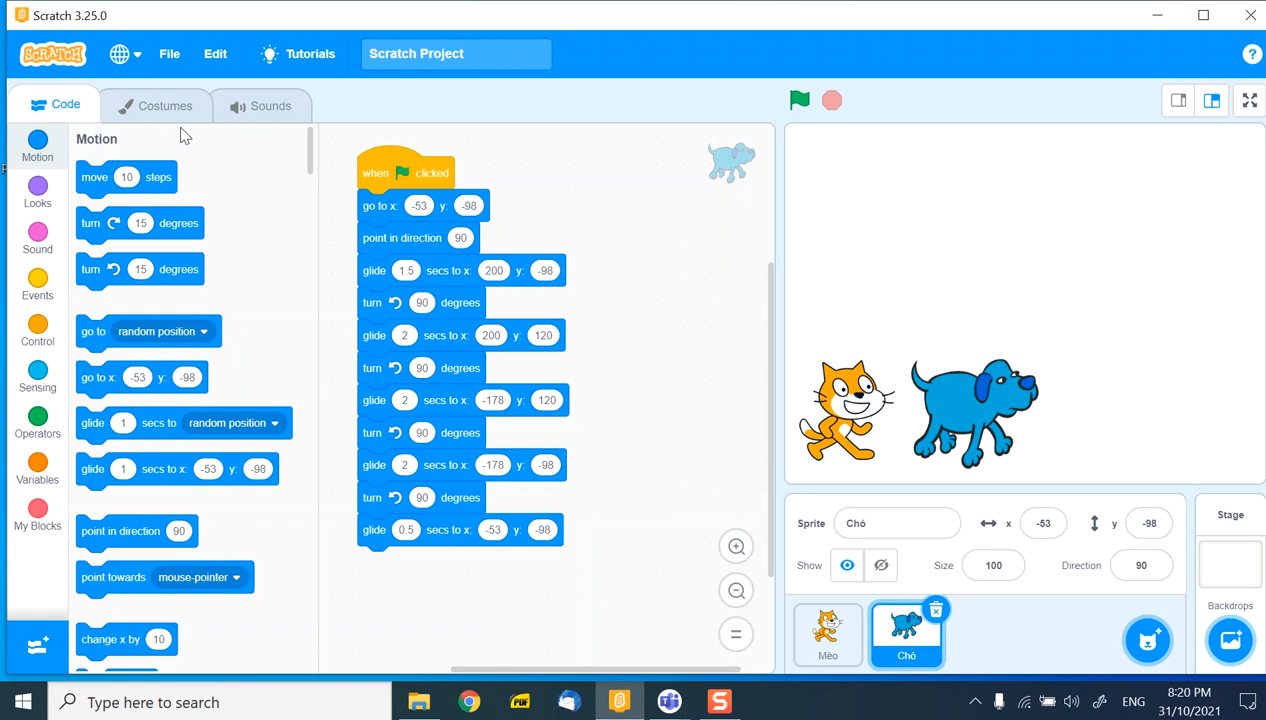 Scratch 3.25.0
SCRATCH File Edit Tutorials Scratch Project ?
Code Costumes Sounds
Motion
Looks
Sound
Events
Control
Sensing
Operators
Variables
My Blocks
Motion
move 10 steps
turn 15 degrees
turn 15 degrees
go to random position
go to x: -53 y: -98
glide 1 secs to random position
glide 1 secs to x: -53 y: -98
point in direction 90
point towards mouse-pointer
change x by 10
when clicked
go to x: -53 y: -98
point in direction 90
glide 1.5 secs to x: 200 y: -98
turn 90 degrees
glide 2 secs to x: 200 y: 120
turn 90 degrees
glide 2 secs to x: -178 y: 120
turn 90 degrees
glide 2 secs to x: -178 y: -98
turn 90 degrees
glide 0.5 secs to x: -53 y: -98
Sprite Chó x -53 y -98
Show Size 100 Direction 90
Mèo
Chó
Stage
Backdrops
Type here to search
PDF
S
ENG
8:20 PM
31/10/2021